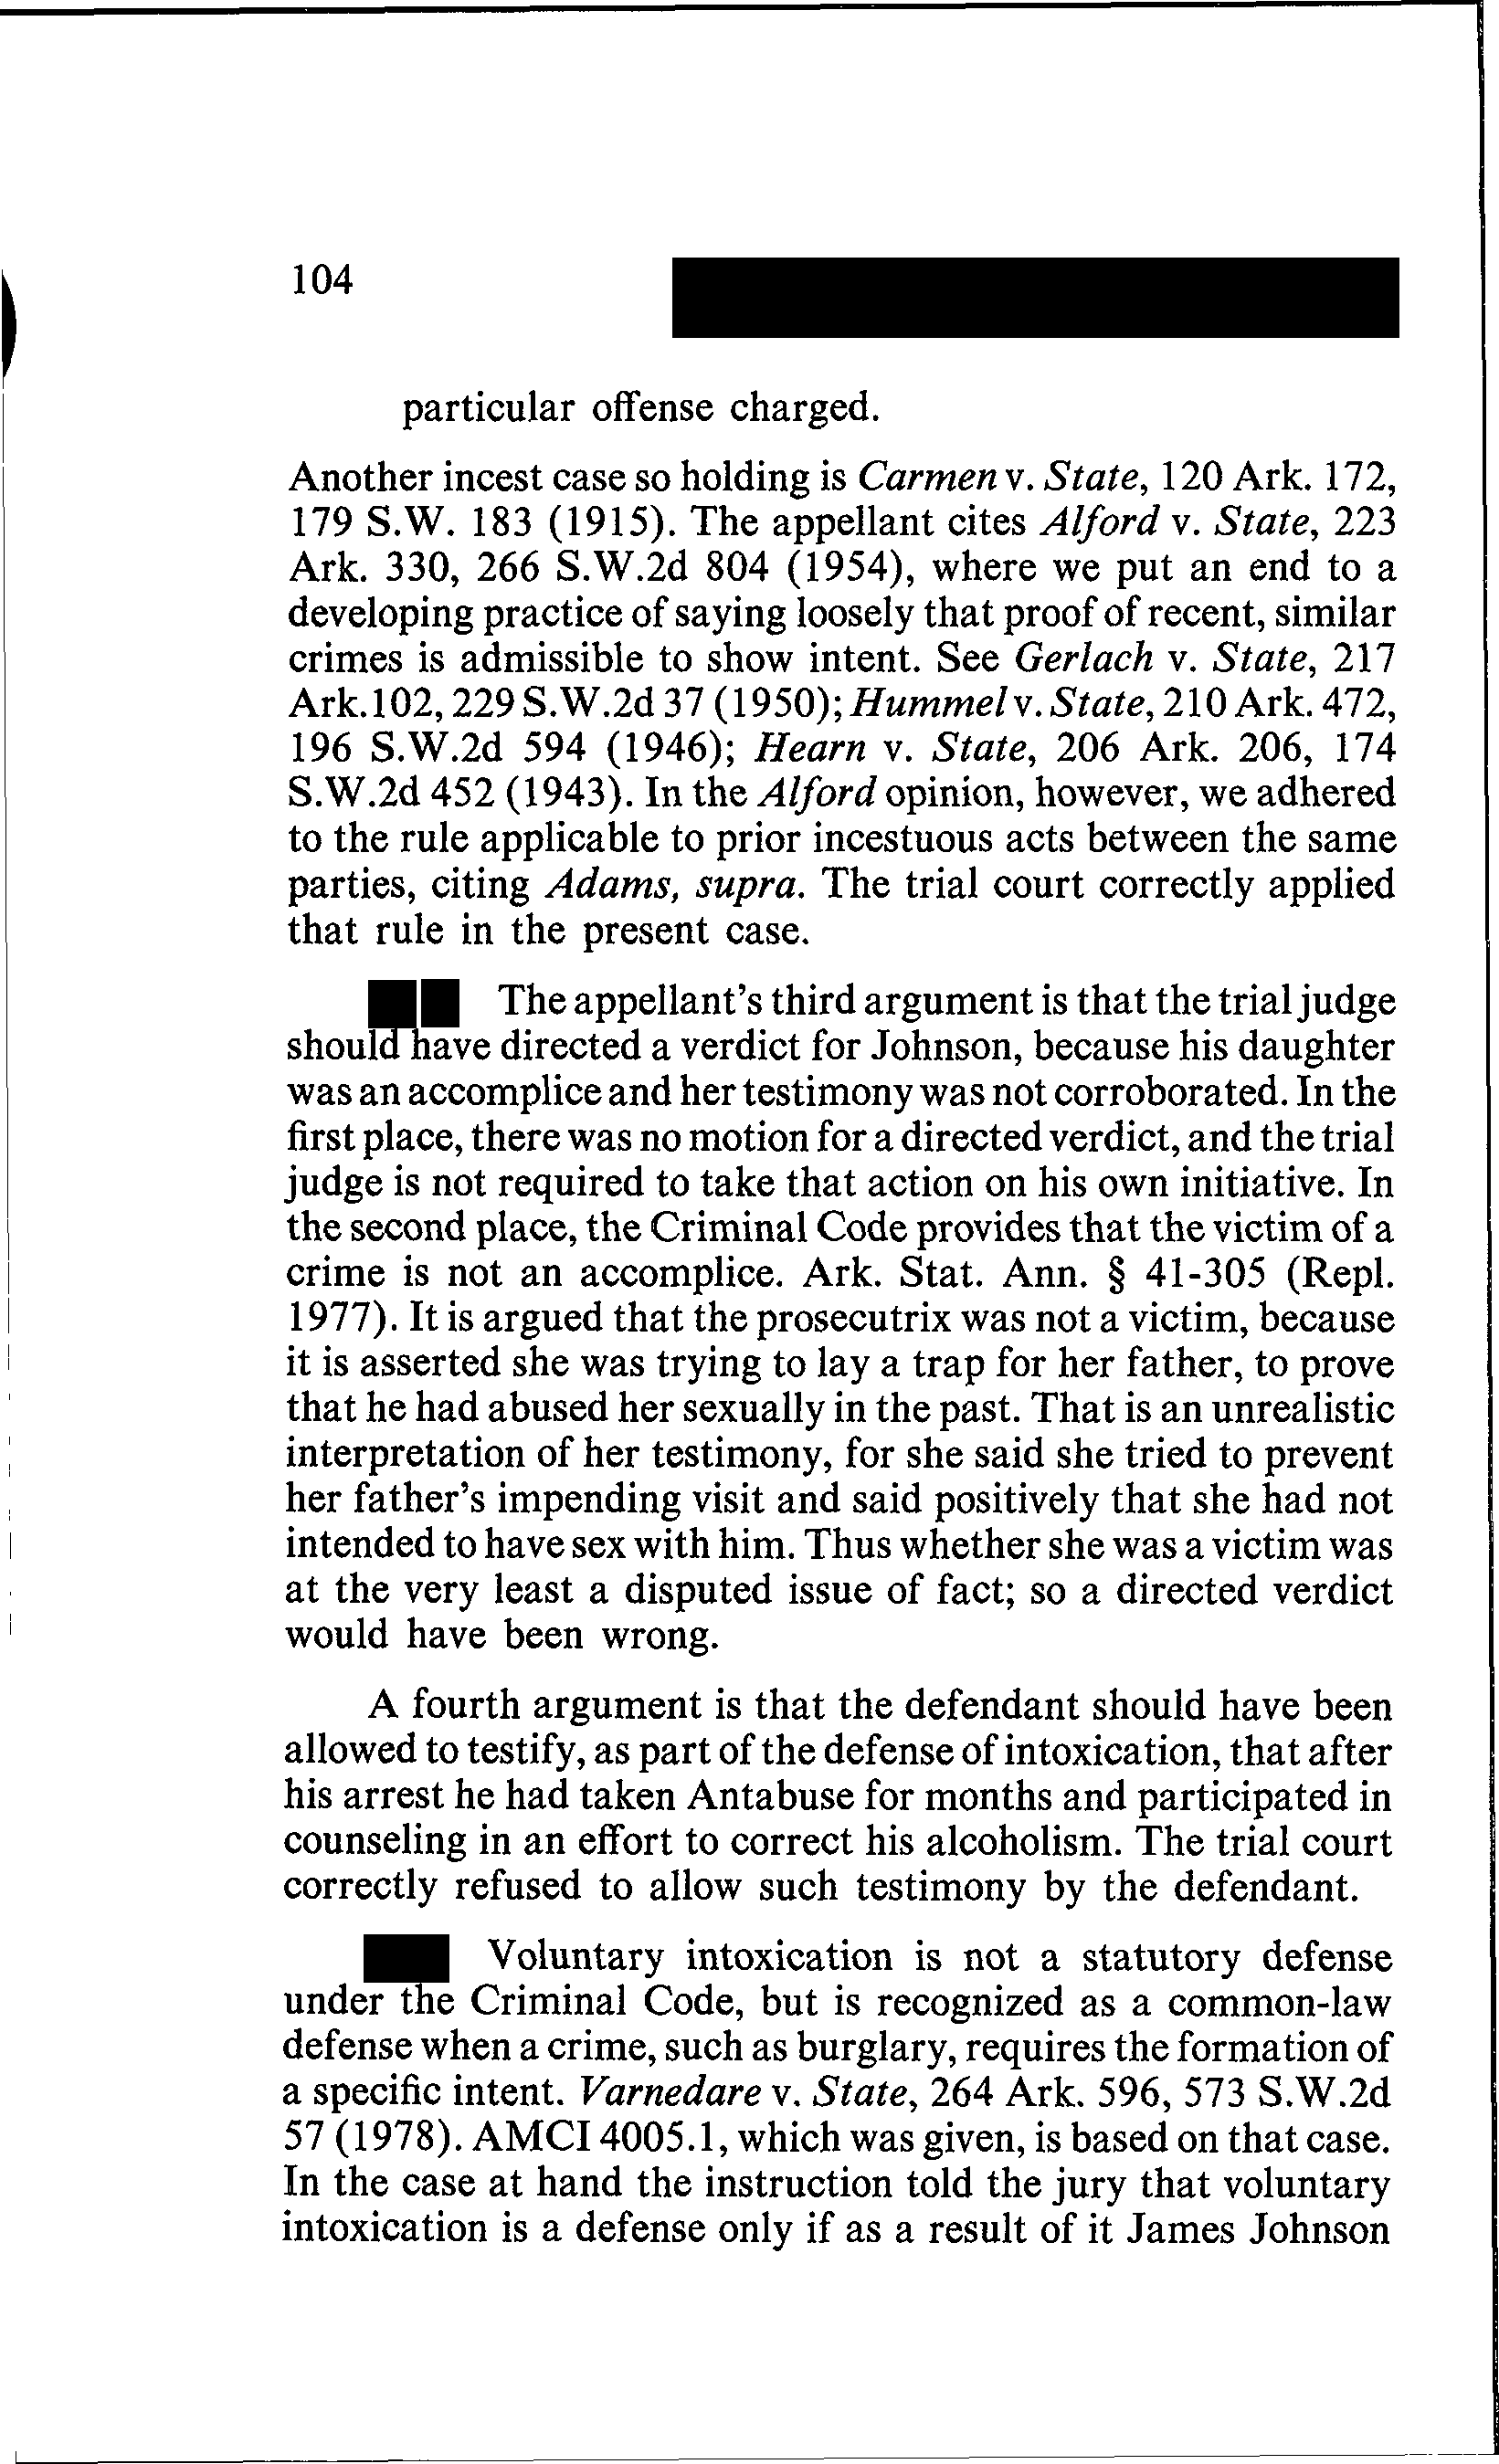 104
particular offense charged.
Another incest case so holding is Carmen v. State, 120 Ark. 172,
179 S.W. 183 (1915). The appellant cites Alford v. State, 223
Ark. 330, 266 S.W.2d 804 (1954), where we put an end to a
developing practice of saying loosely that proof of recent, similar
crimes is admissible to show intent. See Gerlach v. State, 217
Ark.102, 229 S.W.2d 37 (1950); Hummel v. State, 210 Ark. 472,
196 S.W.2d 594 (1946); Hearn v. State, 206 Ark. 206, 174
S.W.2d 452 (1943). In the Alford opinion, however, we adhered
to the rule applicable to prior incestuous acts between the same
parties, citing Adams, supra. The trial court correctly applied
that rule in the present case.
The appellant's third argument is that the trial judge
should have directed a verdict for Johnson, because his daughter
was an accomplice and her testimony was not corroborated. In the
first place, there was no motion for a directed verdict, and the trial
judge is not required to take that action on his own initiative. In
the second place, the Criminal Code provides that the victim of a
crime is not an accomplice. Ark. Stat. Ann. § 41-305 (Repl.
1977). It is argued that the prosecutrix was not a victim, because
it is asserted she was trying to lay a trap for her father, to prove
that he had abused her sexually in the past. That is an unrealistic
interpretation of her testimony, for she said she tried to prevent
her father's impending visit and said positively that she had not
intended to have sex with him. Thus whether she was a victim was
at the very least a disputed issue of fact; so a directed verdict
would have been wrong.
A fourth argument is that the defendant should have been
allowed to testify, as part of the defense of intoxication, that after
his arrest he had taken Antabuse for months and participated in
counseling in an effort to correct his alcoholism. The trial court
correctly refused to allow such testimony by the defendant.
Voluntary intoxication is not a statutory defense
under the Criminal Code, but is recognized as a common-law
defense when a crime, such as burglary, requires the formation of
a specific intent. Varnedare v. State, 264 Ark. 596, 573 S.W.2d
57 (1978). AMCI 4005.1, which was given, is based on that case.
In the case at hand the instruction told the jury that voluntary
intoxication is a defense only if as a result of it James Johnson